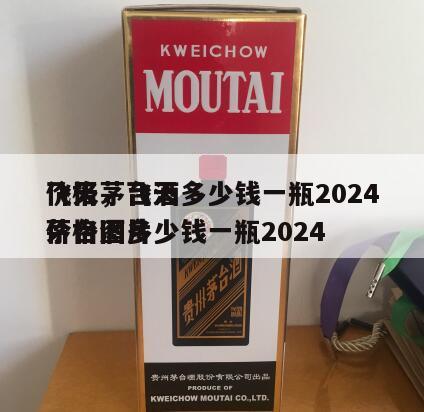 KWEICHOW
MOUTAI
多少钱一瓶2024
少钱一瓶2024
贵州茅台酒
贵州茅台酒股份有限公司出品
PRODUCE OF
KWEICHOW MOUTAI CO.,LTD.